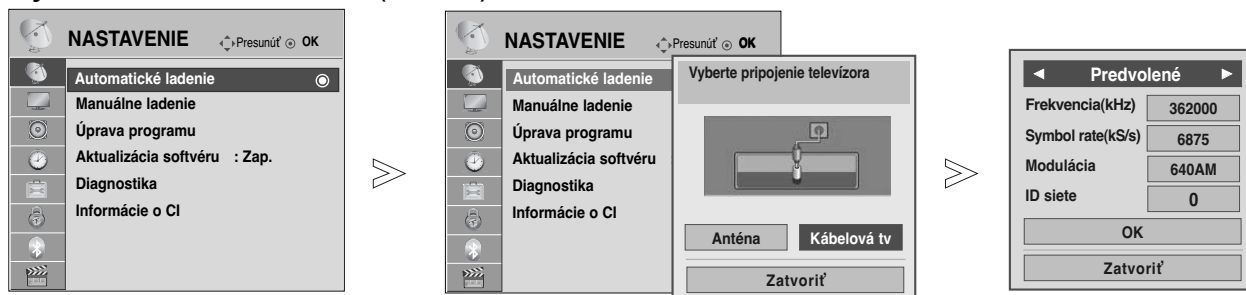 NASTAVENIE Presunúť OK
Automatické ladenie
Manuálne ladenie
Úprava programu
Aktualizácia softvéru : Zap.
Diagnostika
Informácie o CI
NASTAVENIE Presunúť OK
Automatické ladenie
Manuálne ladenie
Úprava programu
Aktualizácia softvéru
Diagnostika
Informácie o CI
Vyberte pripojenie televízora
Anténa Kábelová tv
Zatvoriť
◄ Predvolené ►
Frekvencia(kHz) 362000
Symbol rate(kS/s) 6875
Modulácia 640AM
ID siete 0
OK
Zatvoriť